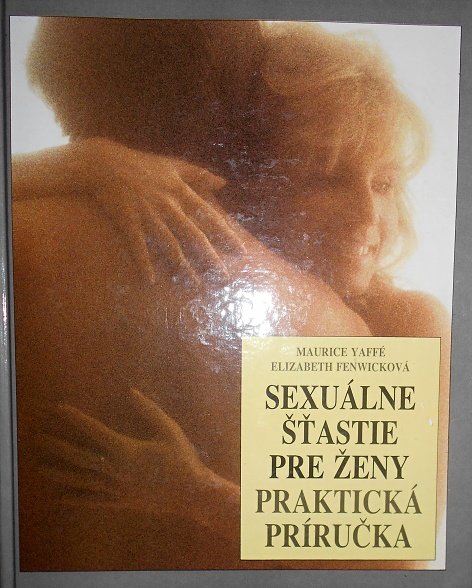 MAURICE YAFFÉ
ELIZABETH FENWICKOVÁ
SEXUÁLNE
ŠŤASTIE
PRE ŽENY
PRAKTICKÁ
PRÍRUČKA